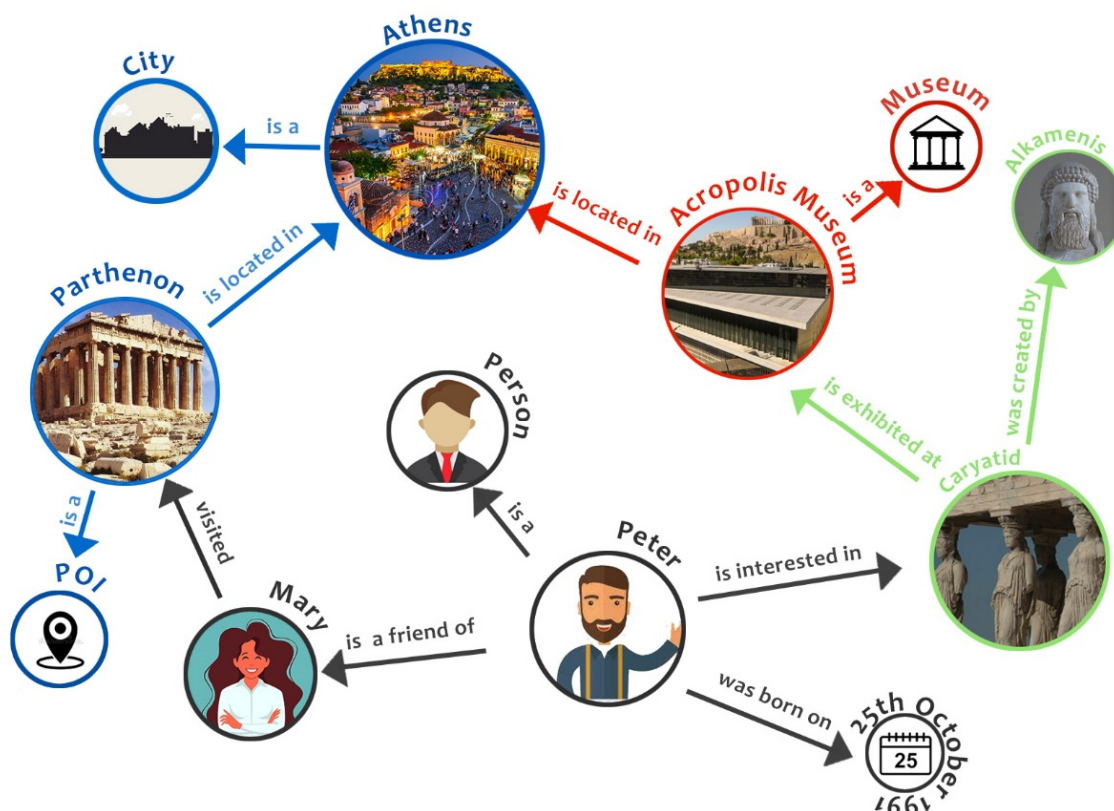 Athens
City
is a
Museum
Alkamenis
Acropolis Museum
is a
is located in
is located in
Parthenon
was created by
Person
is exhibited at
Caryatid
is a
is a
visited
Peter
is interested in
POI
Mary
is a friend of
was born on
25th October
1991
25